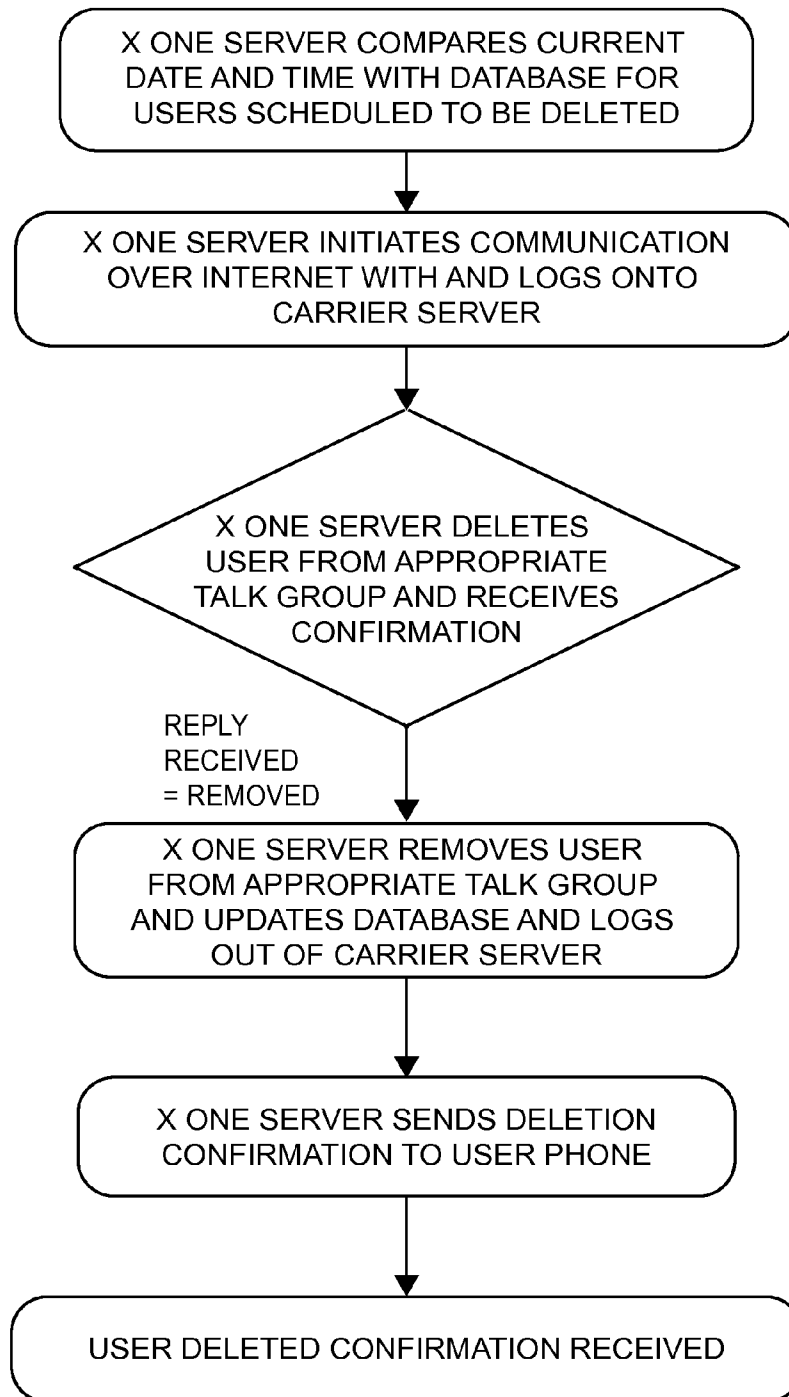 X ONE SERVER COMPARES CURRENT
DATE AND TIME WITH DATABASE FOR
USERS SCHEDULED TO BE DELETED
X ONE SERVER INITIATES COMMUNICATION
OVER INTERNET WITH AND LOGS ONTO
CARRIER SERVER
X ONE SERVER DELETES
USER FROM APPROPRIATE
TALK GROUP AND RECEIVES
CONFIRMATION
REPLY
RECEIVED
= REMOVED
X ONE SERVER REMOVES USER
FROM APPROPRIATE TALK GROUP
AND UPDATES DATABASE AND LOGS
OUT OF CARRIER SERVER
X ONE SERVER SENDS DELETION
CONFIRMATION TO USER PHONE
USER DELETED CONFIRMATION RECEIVED